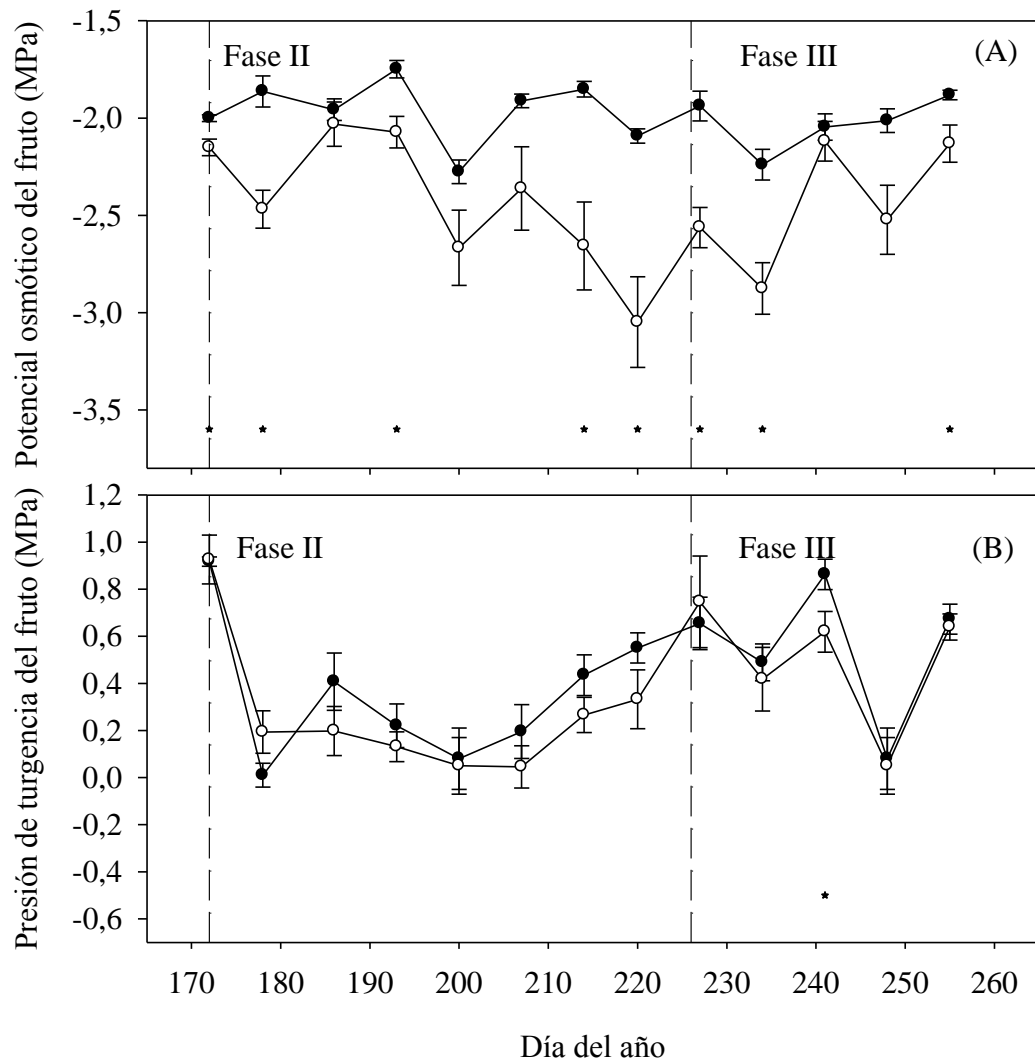 Potencial osmótico del fruto (MPa)
-1,5
-2,0
-2,5
-3,0
-3,5
Fase II
Fase III
(A)
Presión de turgencia del fruto (MPa)
1,2
1,0
0,8
0,6
0,4
0,2
0,0
-0,2
-0,4
-0,6
Fase II
Fase III
(B)
170 180 190 200 210 220 230 240 250 260
Día del año